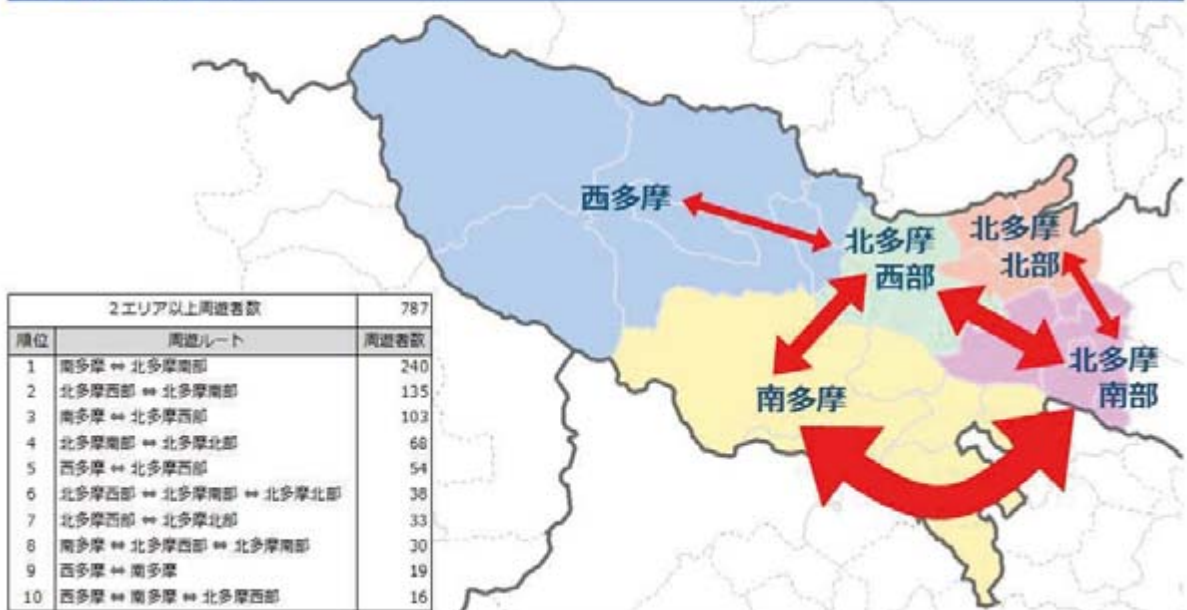 2エリア以上周遊者数 787
順位 周遊ルート 周遊者数
1 南多摩 ⇔ 北多摩南部 240
2 北多摩西部 ⇔ 北多摩南部 135
3 南多摩 ⇔ 北多摩西部 103
4 北多摩南部 ⇔ 北多摩北部 68
5 西多摩 ⇔ 北多摩西部 54
6 北多摩西部 ⇔ 北多摩南部 ⇔ 北多摩北部 38
7 北多摩西部 ⇔ 北多摩北部 33
8 南多摩 ⇔ 北多摩西部 ⇔ 北多摩南部 30
9 西多摩 ⇔ 南多摩 19
10 西多摩 ⇔ 南多摩 ⇔ 北多摩西部 16
西多摩
北多摩
西部
北多摩
北部
南多摩
北多摩
南部